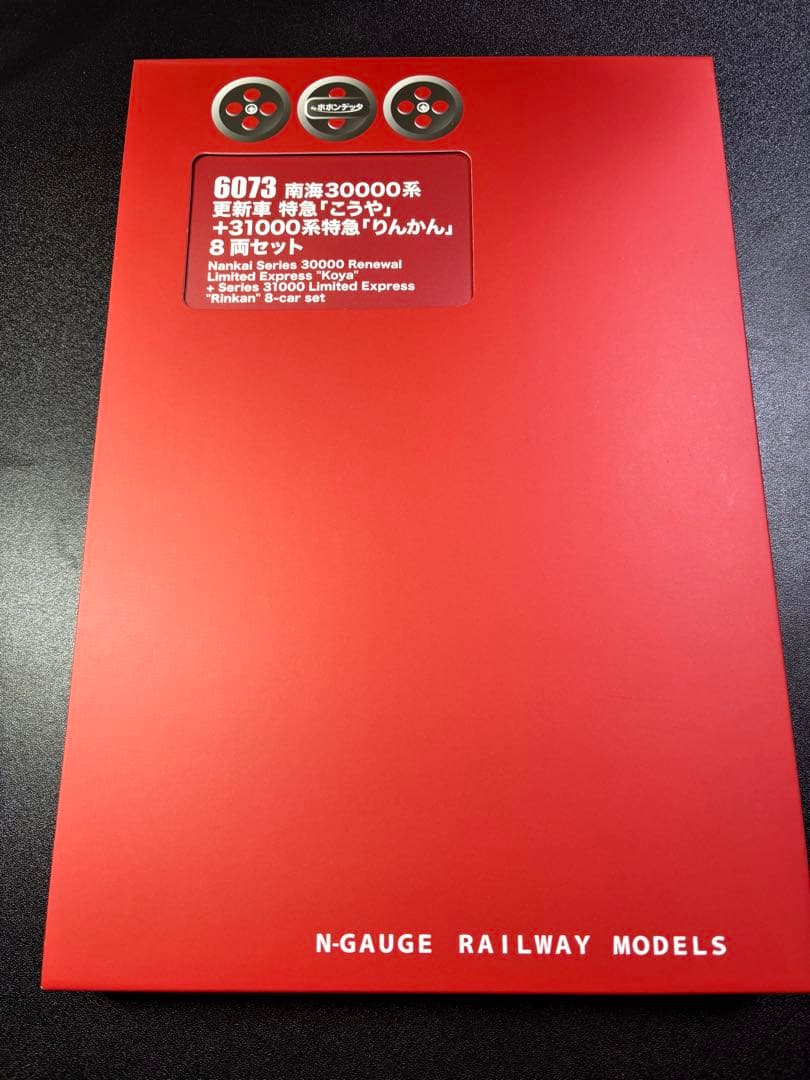 ポポンデッタ
6073 南海30000系
更新車 特急「こうや」
+31000系特急「りんかん」
8両セット
Nankai Series 30000 Renewal
Limited Express "Koya"
+ Series 31000 Limited Express
"Rinkan" 8-car set
N-GAUGE RAILWAY MODELS